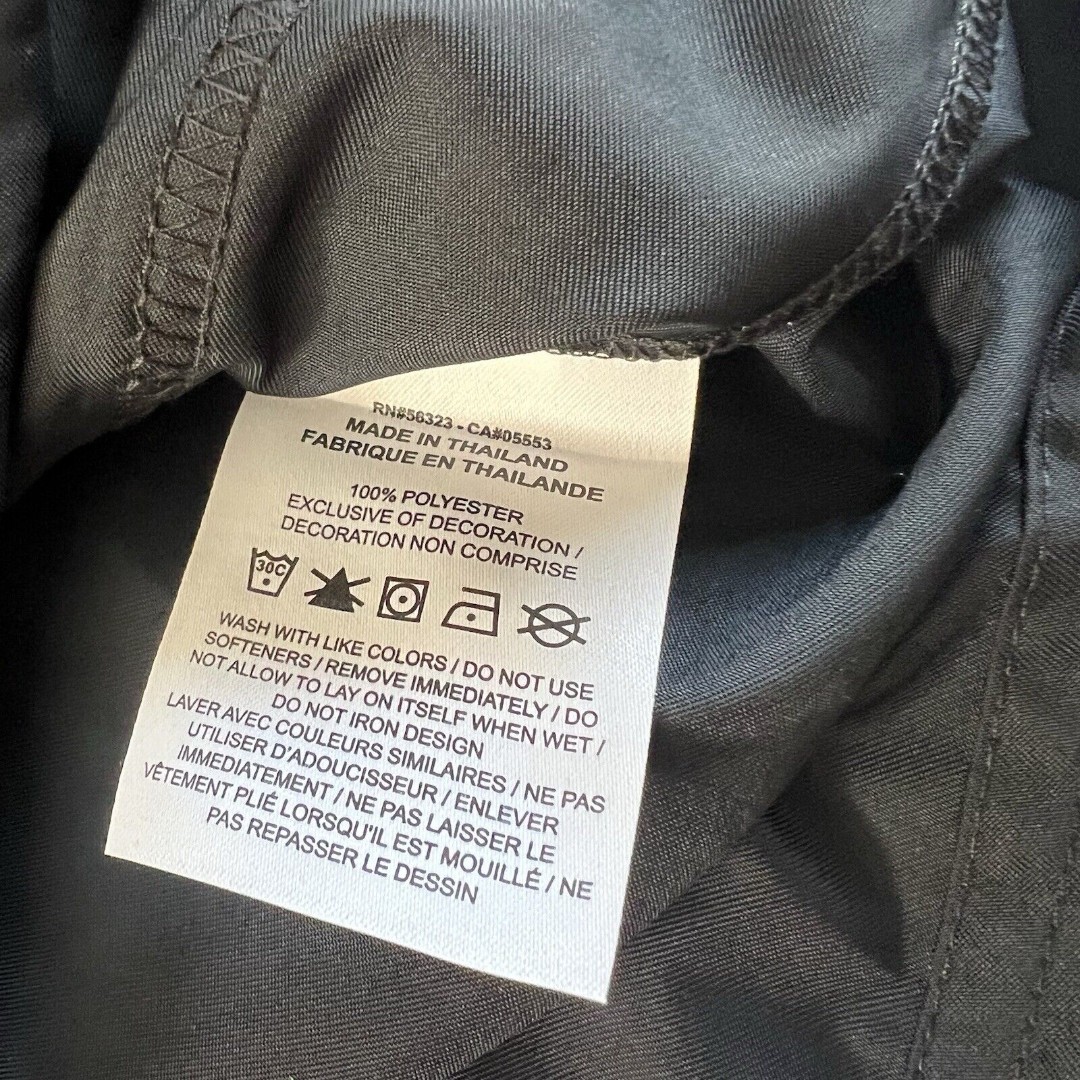 RN#56323 - CA#05553
MADE IN THAILAND
FABRIQUE EN THAILANDE
100% POLYESTER
EXCLUSIVE OF DECORATION /
DECORATION NON COMPRISE
30C
WASH WITH LIKE COLORS / DO NOT USE
SOFTENERS / REMOVE IMMEDIATELY / DO
NOT ALLOW TO LAY ON ITSELF WHEN WET /
DO NOT IRON DESIGN
LAVER AVEC COULEURS SIMILAIRES / NE PAS
UTILISER D'ADOUCISSEUR / ENLEVER
IMMEDIATEMENT / NE PAS LAISSER LE
VÊTEMENT PLIÉ LORSQU'IL EST MOUILLÉ / NE
PAS REPASSER LE DESSIN